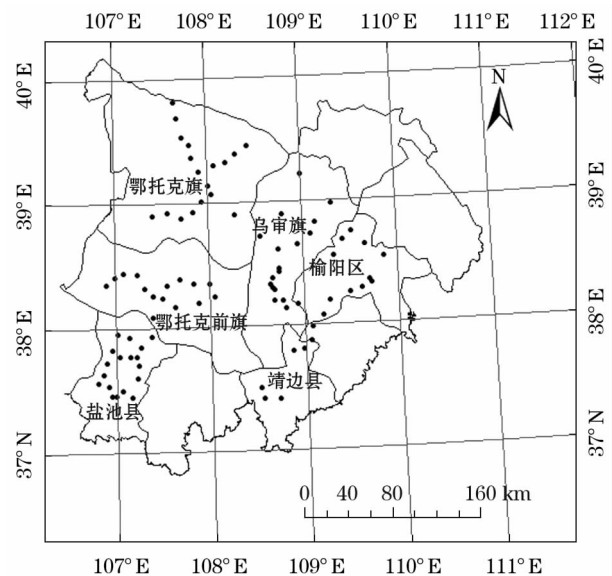 107° E 108° E 109° E 110° E 111° E 112° E
40° E
40° E
N
鄂托克旗
39° E
39° E
乌审旗
榆阳区
38° E
38° E
鄂托克前旗
靖边县
盐池县
37° N
37° N
0 40 80 160 km
107° E 108° E 109° E 110° E 111° E